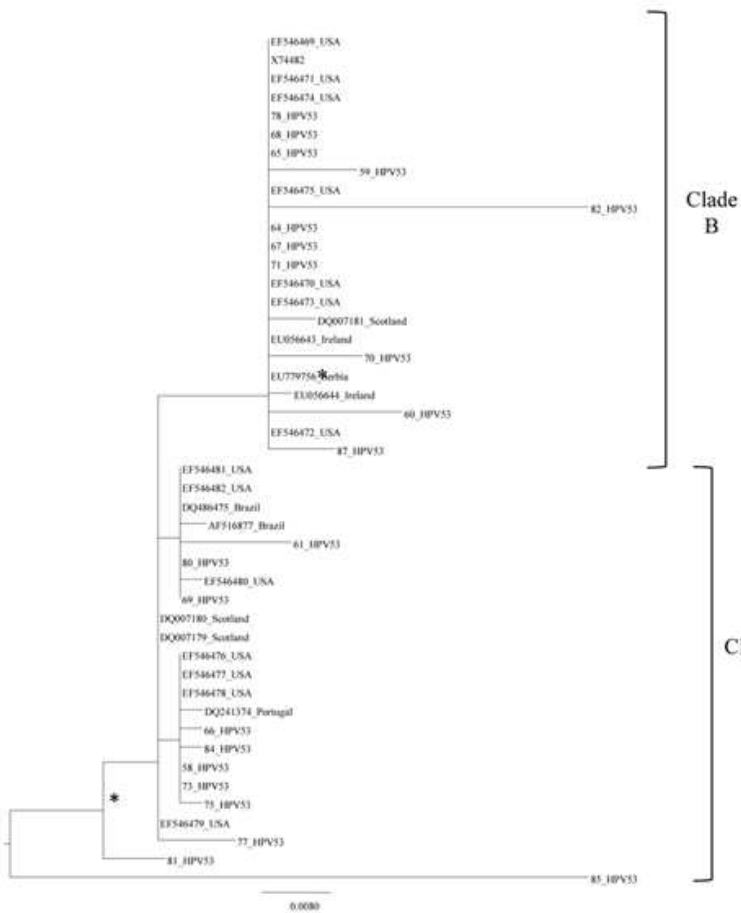 EF546469_USA
X74482
EF546471_USA
EF546474_USA
78_HPV53
68_HPV53
65_HPV53
59_HPV53
EF546475_USA
82_HPV53
64_HPV53
67_HPV53
71_HPV53
EF546470_USA
EF546473_USA
DQ007181_Scotland
EU056643_Ireland
70_HPV53
EU779756_Serbia
*
EU056644_Ireland
60_HPV53
EF546472_USA
87_HPV53
Clade
B
EF546481_USA
EF546482_USA
DQ486475_Brazil
AF516877_Brazil
61_HPV53
80_HPV53
EF546480_USA
69_HPV53
DQ007180_Scotland
DQ007179_Scotland
EF546476_USA
EF546477_USA
EF546478_USA
DQ241374_Portugal
66_HPV53
84_HPV53
58_HPV53
73_HPV53
75_HPV53
EF546479_USA
77_HPV53
81_HPV53
85_HPV53
Cl
*
0.0080